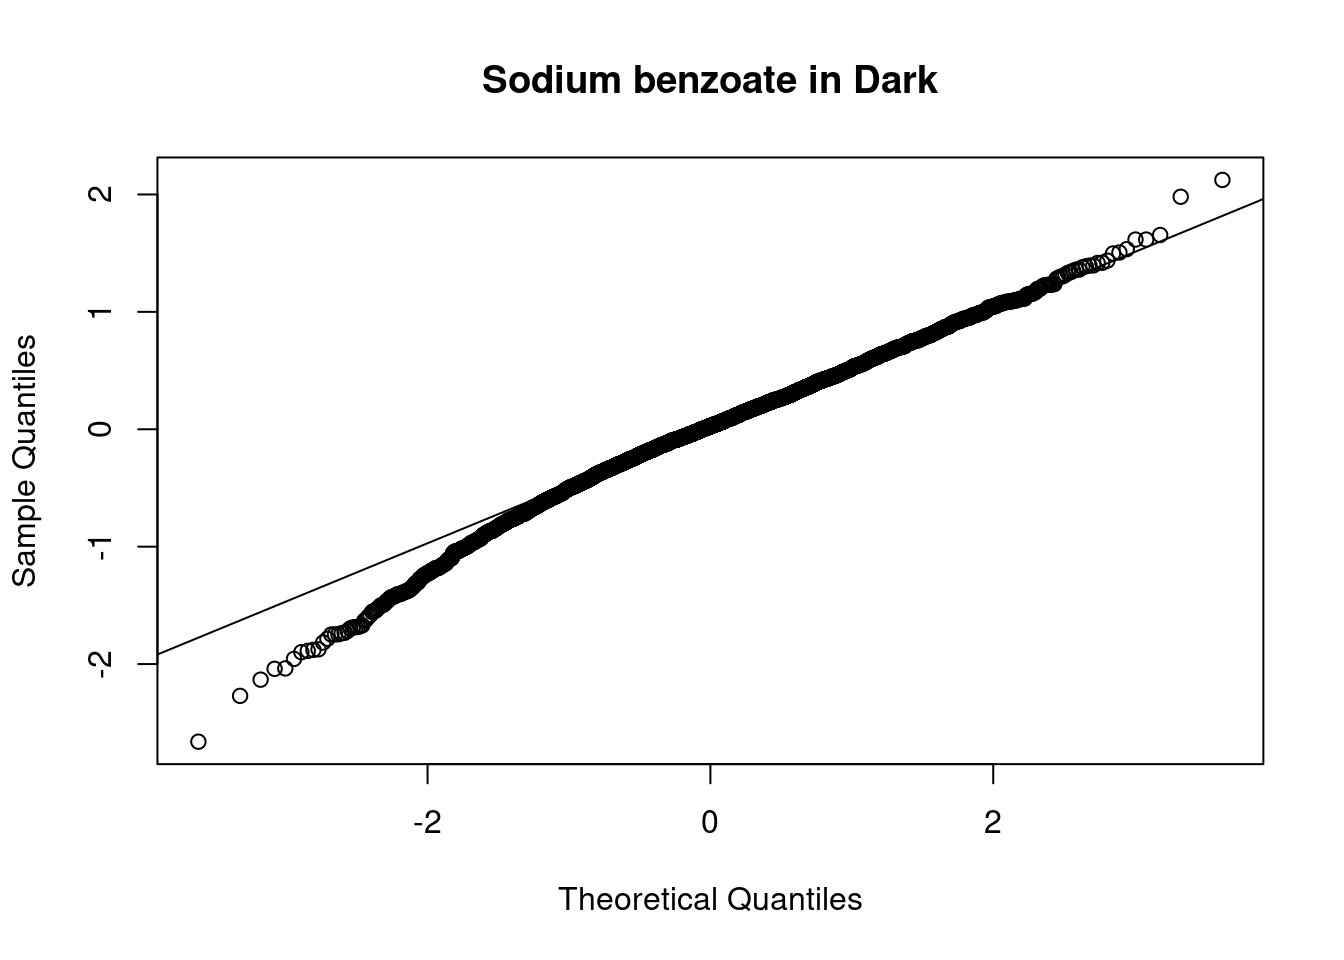 Sodium benzoate in Dark
2
1
0
-1
-2
Sample Quantiles
-2 0 2
Theoretical Quantiles